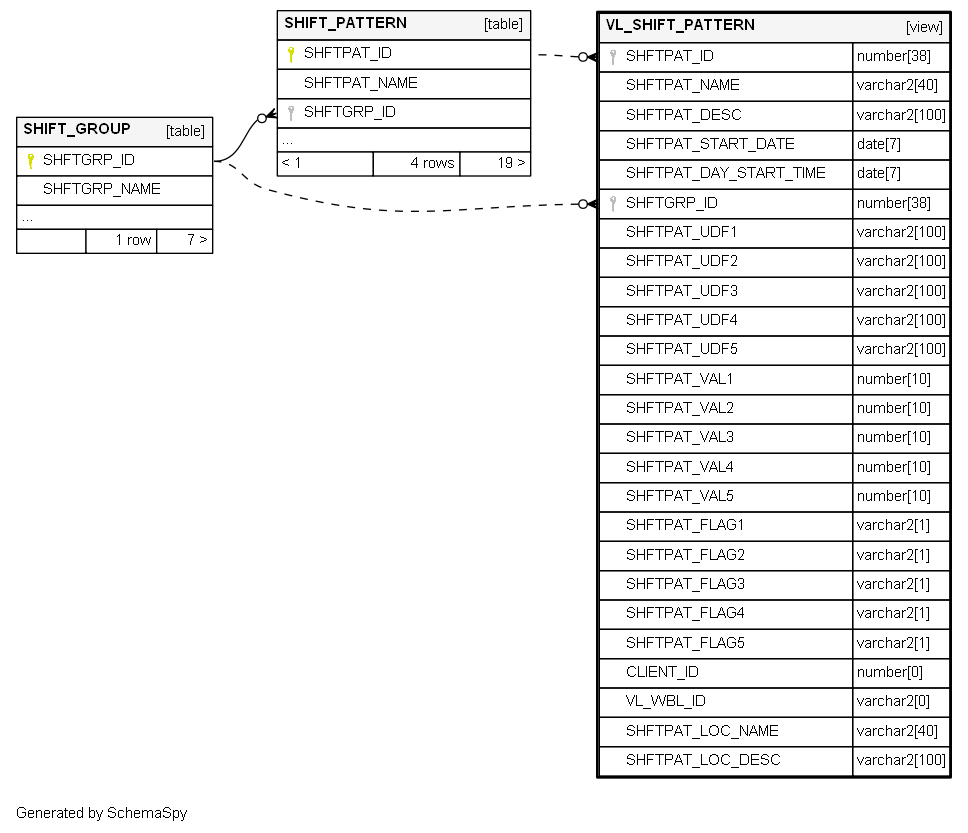 SHIFT_PATTERN [table]
SHFTPAT_ID
SHFTPAT_NAME
SHFTGRP_ID
...
< 1 4 rows 19 >
SHIFT_GROUP [table]
SHFTGRP_ID
SHFTGRP_NAME
...
1 row 7 >
VL_SHIFT_PATTERN [view]
SHFTPAT_ID number[38]
SHFTPAT_NAME varchar2[40]
SHFTPAT_DESC varchar2[100]
SHFTPAT_START_DATE date[7]
SHFTPAT_DAY_START_TIME date[7]
SHFTGRP_ID number[38]
SHFTPAT_UDF1 varchar2[100]
SHFTPAT_UDF2 varchar2[100]
SHFTPAT_UDF3 varchar2[100]
SHFTPAT_UDF4 varchar2[100]
SHFTPAT_UDF5 varchar2[100]
SHFTPAT_VAL1 number[10]
SHFTPAT_VAL2 number[10]
SHFTPAT_VAL3 number[10]
SHFTPAT_VAL4 number[10]
SHFTPAT_VAL5 number[10]
SHFTPAT_FLAG1 varchar2[1]
SHFTPAT_FLAG2 varchar2[1]
SHFTPAT_FLAG3 varchar2[1]
SHFTPAT_FLAG4 varchar2[1]
SHFTPAT_FLAG5 varchar2[1]
CLIENT_ID number[0]
VL_WBL_ID varchar2[0]
SHFTPAT_LOC_NAME varchar2[40]
SHFTPAT_LOC_DESC varchar2[100]
Generated by SchemaSpy